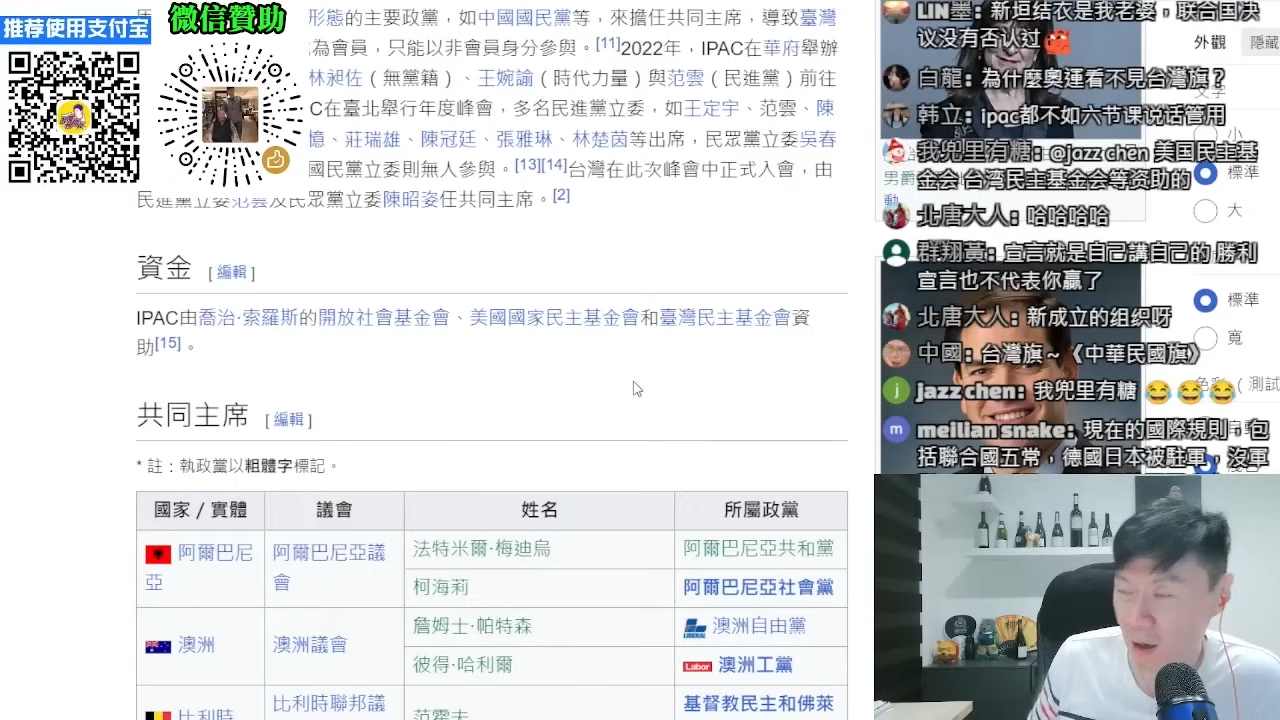 推荐使用支付宝
微信贊助
形態的主要政黨，如中國國民黨等，來擔任共同主席，導致臺灣
為會員，只能以非會員身分參與。[11]2022年，IPAC在華府舉辦
林昶佐（無黨籍）、王婉諭（時代力量）與范雲（民進黨）前往
C在臺北舉行年度峰會，多名民進黨立委，如王定宇、范雲、陳
憶、莊瑞雄、陳冠廷、張雅琳、林楚茵等出席，民眾黨立委吳春
國民黨立委則無人參與。[13][14]台灣在此次峰會中正式入會，由
民進黨立委范雲及民眾黨立委陳昭姿任共同主席。[2]
資金 [編輯]
IPAC由喬治·索羅斯的開放社會基金會、美國國家民主基金會和臺灣民主基金會資
助[15]。
共同主席 [編輯]
* 註：執政黨以粗體字標記。
國家 / 實體 議會 姓名 所屬政黨
阿爾巴尼亞 阿爾巴尼亞議會 法特米爾·梅迪烏 阿爾巴尼亞共和黨
柯海莉 阿爾巴尼亞社會黨
澳洲 澳洲議會 詹姆士·帕特森 澳洲自由黨
彼得·哈利爾 Labor 澳洲工黨
比利時 比利時聯邦議 范霍夫 基督教民主和佛萊
LIN墨：新坦结衣是我老婆，联合国决
议没有否认过
白龍：為什麼奧運看不見台灣旗？
韩立：ipac都不如六节课说话管用
我兜里有糖：@jazz chen 美国民主基
金会 台湾民主基金会等资助的
北唐大人：哈哈哈哈
群翔黃：宣言就是自己講自己的 勝利
宣言也不代表你贏了
北唐大人：新成立的组织呀
中國：台灣旗～《中華民國旗》
jazz chen：我兜里有糖 😂 😂 😂
meilian snake：現在的國際規則，包
括聯合國五常，德國日本被駐軍，沒軍
外觀 隱藏
文字
小
標準
大
男爵
動
標準
寬
色彩（測試